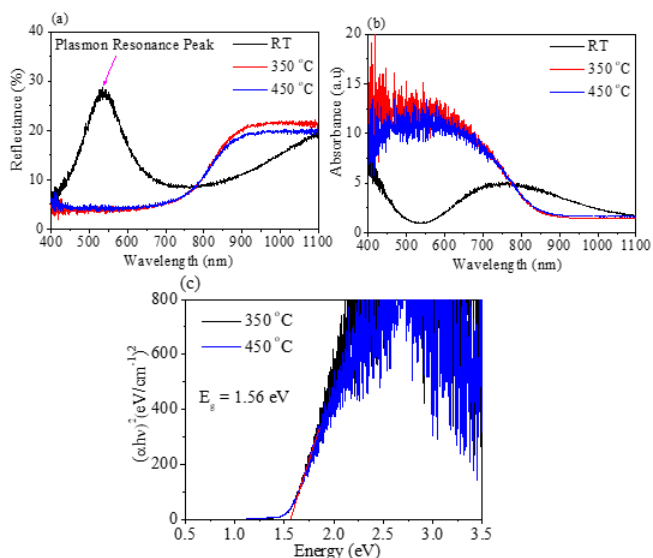 (a)
Plasmon Resonance Peak
RT
350 °C
450 °C
Reflectance (%)
50
40
30
20
10
0
400 500 600 700 800 900 1000 1100
Wavelength (nm)
(b)
RT
350 °C
450 °C
Absorbance (a.u)
20
15
10
5
0
400 500 600 700 800 900 1000 1100
Wavelength (nm)
(c)
350 °C
450 °C
E_g = 1.56 eV
(αhν)² (eV/cm⁻¹)²
800
600
400
200
0
1.0 1.5 2.0 2.5 3.0 3.5
Energy (eV)